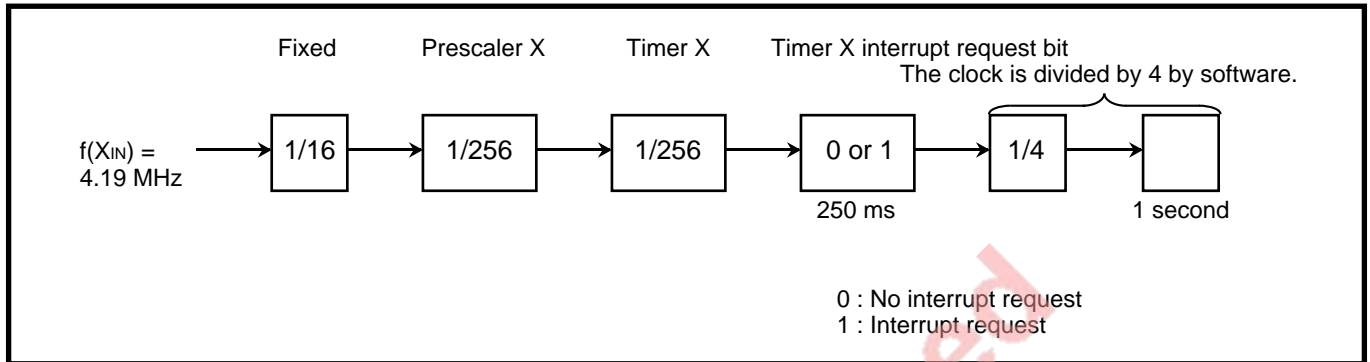 Fixed Prescaler X Timer X Timer X interrupt request bit
The clock is divided by 4 by software.
f(XIN) =
4.19 MHz
1/16 1/256 1/256 0 or 1 1/4
250 ms 1 second
0 : No interrupt request
1 : Interrupt request